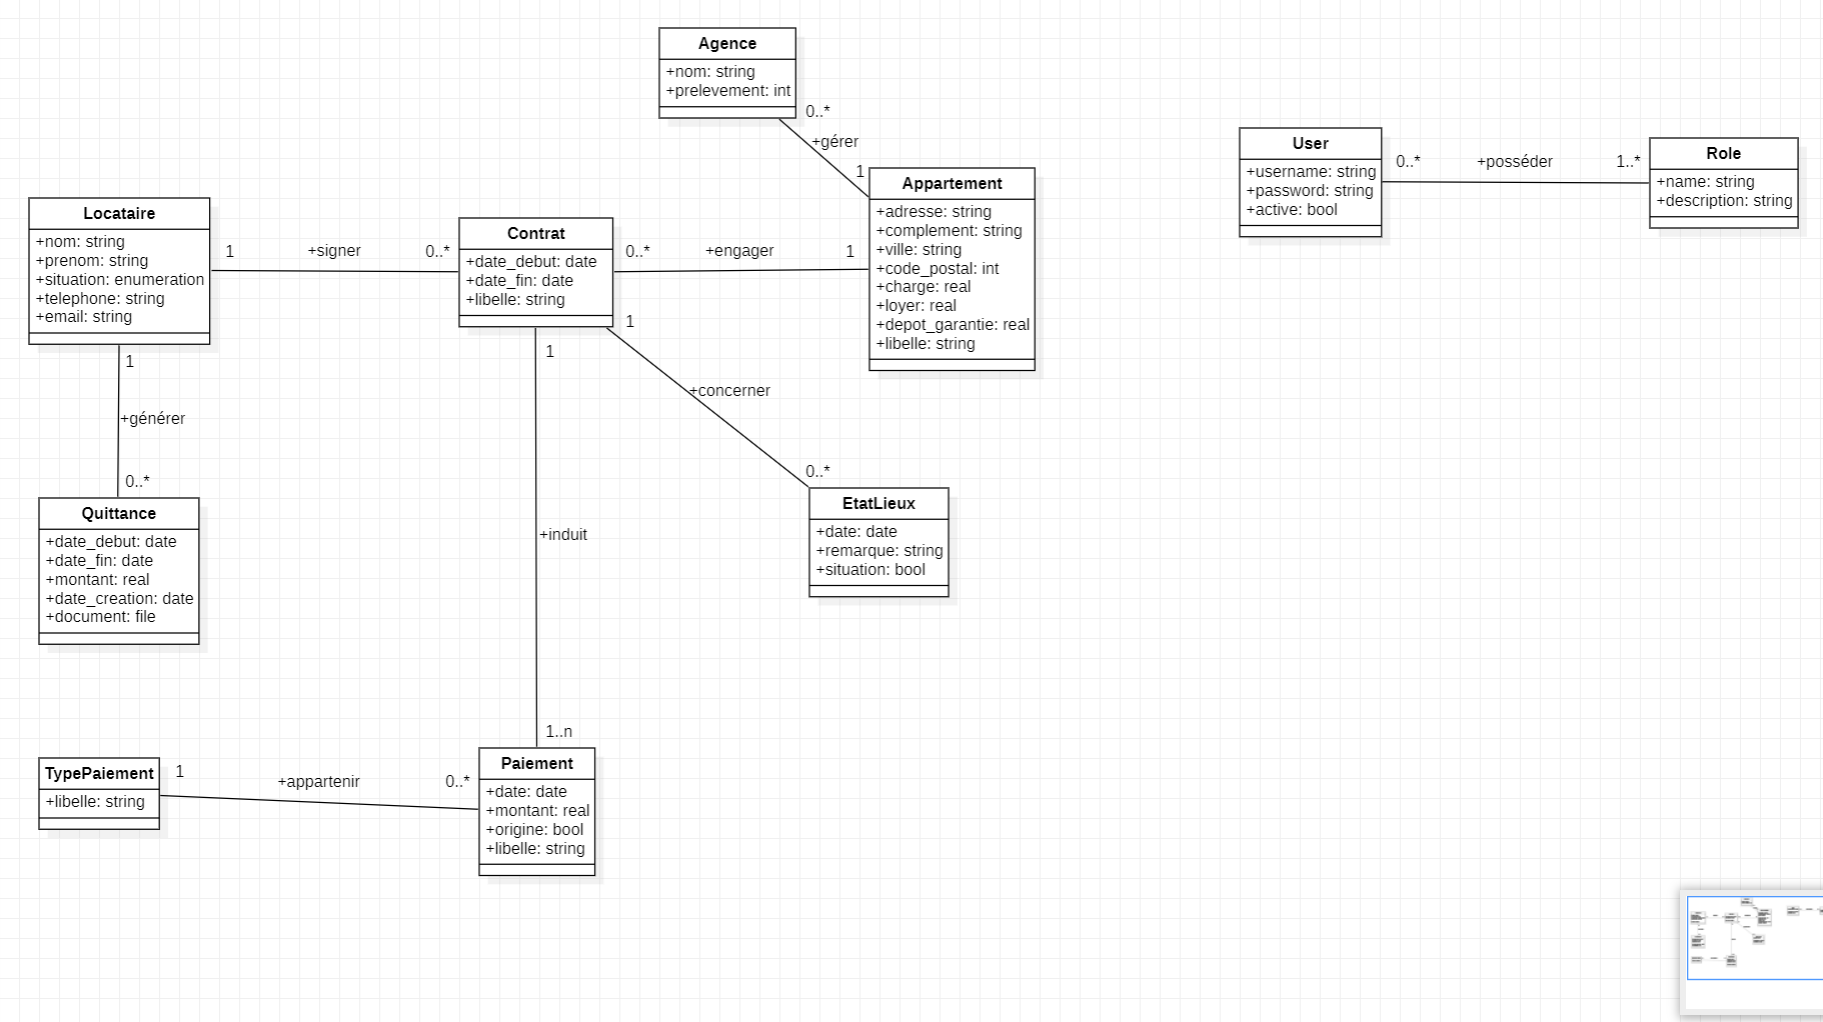 Agence
+nom: string
+prelevement: int
0..*
+gérer
1
Appartement
+adresse: string
+complement: string
+ville: string
+code_postal: int
+charge: real
+loyer: real
+depot_garantie: real
+libelle: string
User
+username: string
+password: string
+active: bool
0..*
+posséder
1..*
Role
+name: string
+description: string
Locataire
+nom: string
+prenom: string
+situation: enumeration
+telephone: string
+email: string
1
+signer
0..*
Contrat
+date_debut: date
+date_fin: date
+libelle: string
0..*
+engager
1
1
+concerner
0..*
EtatLieux
+date: date
+remarque: string
+situation: bool
1
+générer
0..*
Quittance
+date_debut: date
+date_fin: date
+montant: real
+date_creation: date
+document: file
1
+induit
1..n
TypePaiement
+libelle: string
1
+appartenir
0..*
Paiement
+date: date
+montant: real
+origine: bool
+libelle: string